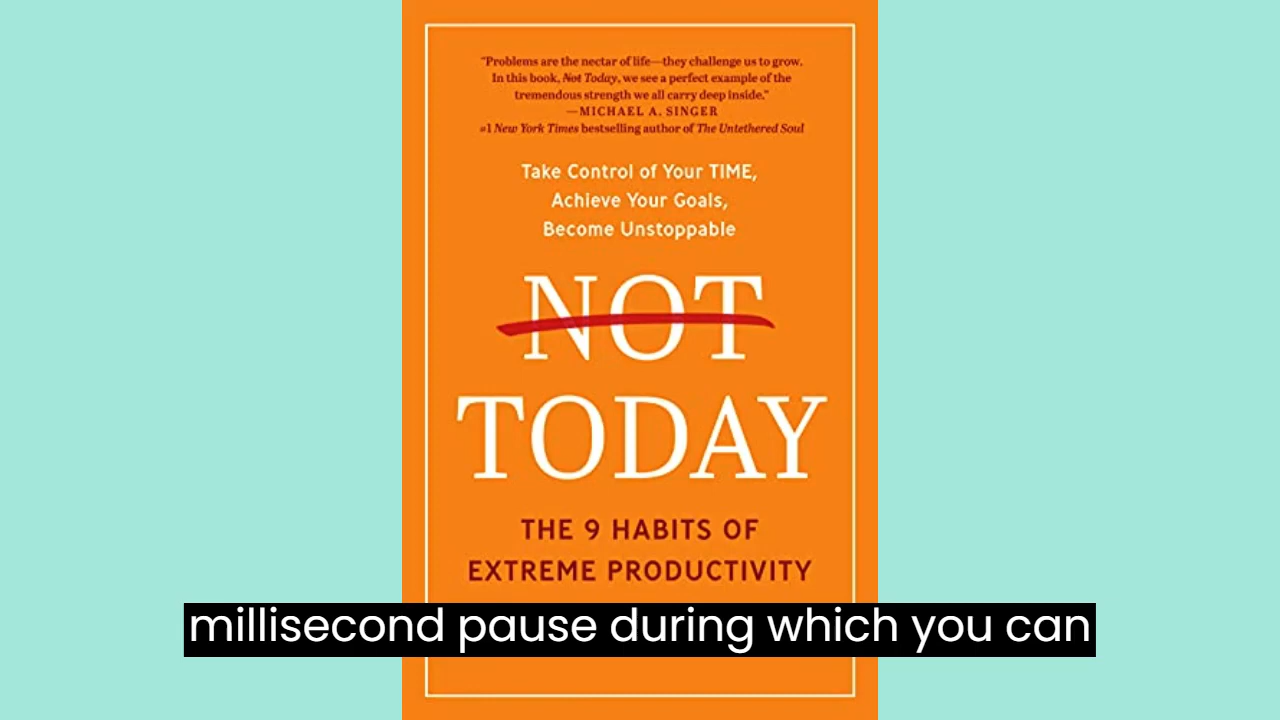 "Problems are the nectar of life—they challenge us to grow.
In this book, Not Today, we see a perfect example of the
tremendous strength we all carry deep inside."
—MICHAEL A. SINGER
#1 New York Times bestselling author of The Untethered Soul
Take Control of Your TIME,
Achieve Your Goals,
Become Unstoppable
NOT
TODAY
THE 9 HABITS OF
EXTREME PRODUCTIVITY
millisecond pause during which you can